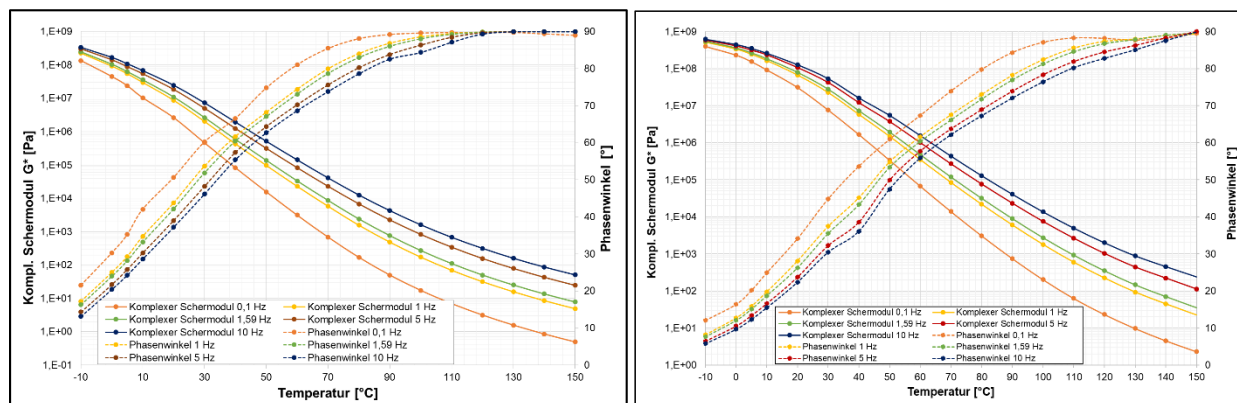 1,E+09
1,E+08
1,E+07
1,E+06
1,E+05
1,E+04
1,E+03
1,E+02
1,E+01
1,E+00
1,E-01
Kompl. Schermodul G* [Pa]
90
80
70
60
50
40
30
20
10
0
Phasenwinkel [°]
Komplexer Schermodul 0,1 Hz Komplexer Schermodul 1 Hz
Komplexer Schermodul 1,59 Hz Komplexer Schermodul 5 Hz
Komplexer Schermodul 10 Hz Phasenwinkel 0,1 Hz
Phasenwinkel 1 Hz Phasenwinkel 1,59 Hz
Phasenwinkel 5 Hz Phasenwinkel 10 Hz
-10 10 30 50 70 90 110 130 150
Temperatur [°C]
1,E+09
1,E+08
1,E+07
1,E+06
1,E+05
1,E+04
1,E+03
1,E+02
1,E+01
1,E+00
Kompl. Schermodul G* [Pa]
90
80
70
60
50
40
30
20
10
0
Phasenwinkel [°]
Komplexer Schermodul 0,1 Hz Komplexer Schermodul 1 Hz
Komplexer Schermodul 1,59 Hz Komplexer Schermodul 5 Hz
Komplexer Schermodul 10 Hz Phasenwinkel 0,1 Hz
Phasenwinkel 1 Hz Phasenwinkel 1,59 Hz
Phasenwinkel 5 Hz Phasenwinkel 10 Hz
-10 0 10 20 30 40 50 60 70 80 90 100 110 120 130 140 150
Temperatur [°C]